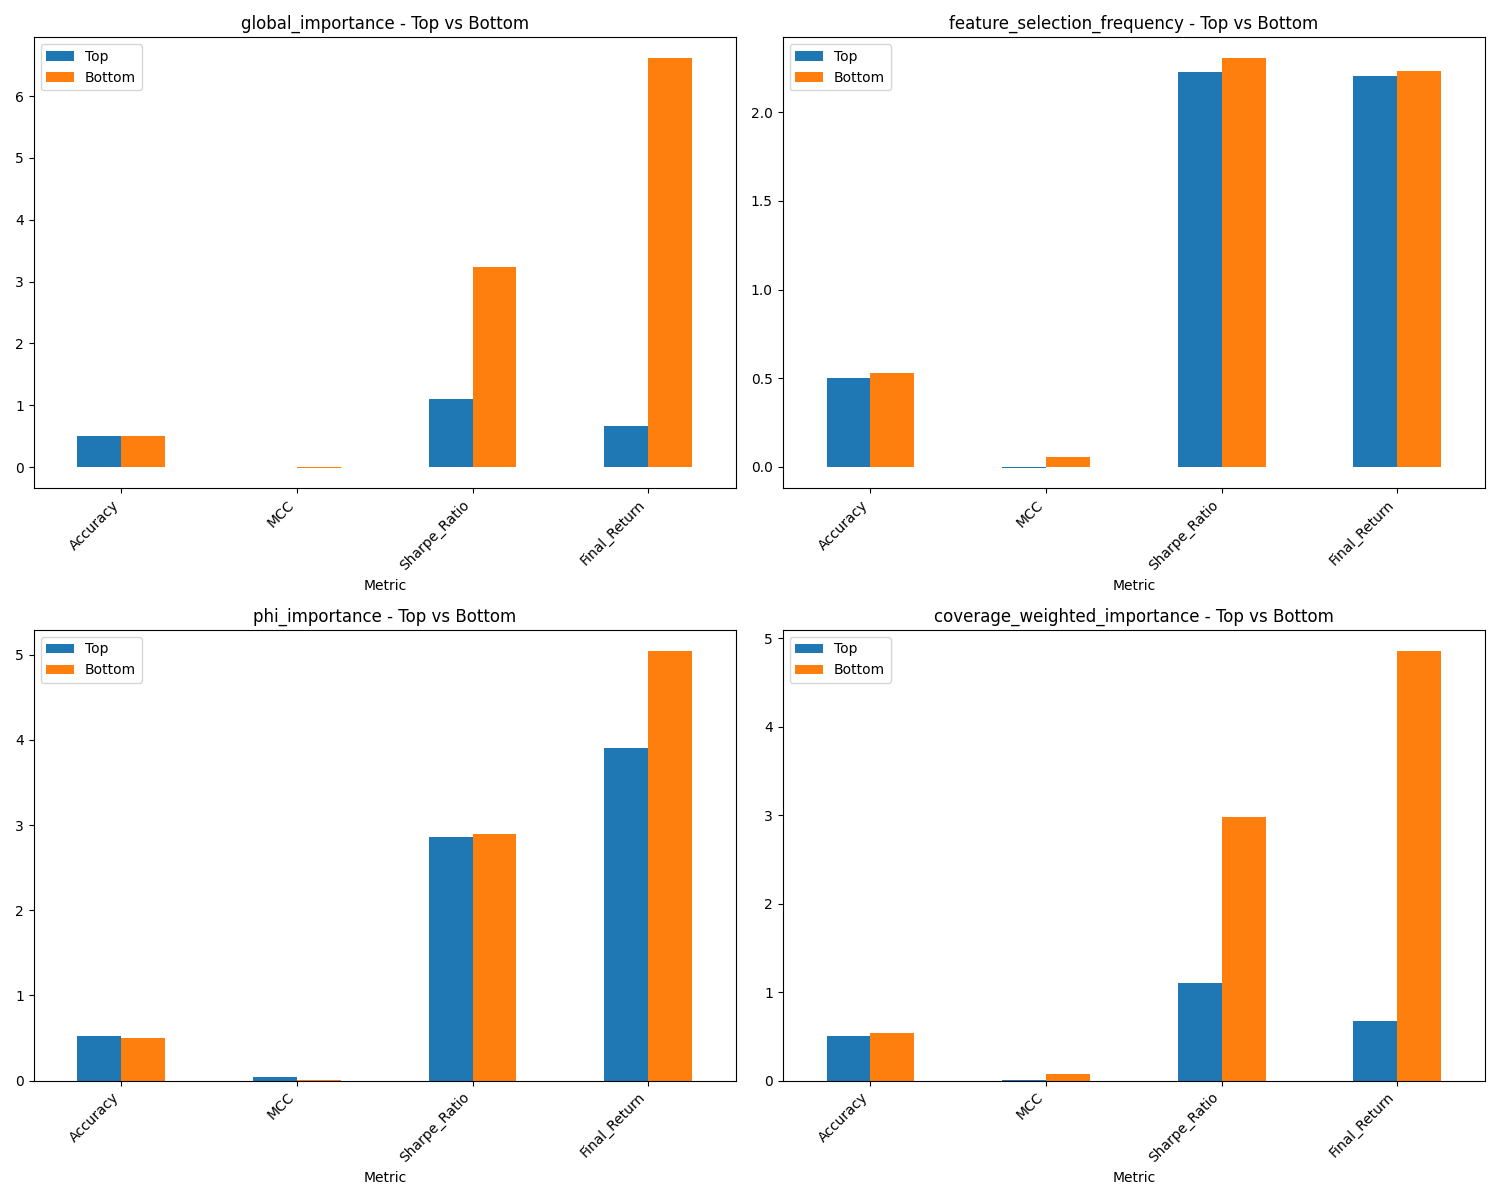 global_importance - Top vs Bottom
Top
Bottom
6
5
4
3
2
1
0
Accuracy
MCC
Sharpe_Ratio
Final_Return
Metric
feature_selection_frequency - Top vs Bottom
Top
Bottom
2.0
1.5
1.0
0.5
0.0
Accuracy
MCC
Sharpe_Ratio
Final_Return
Metric
phi_importance - Top vs Bottom
Top
Bottom
5
4
3
2
1
0
Accuracy
MCC
Sharpe_Ratio
Final_Return
Metric
coverage_weighted_importance - Top vs Bottom
Top
Bottom
5
4
3
2
1
0
Accuracy
MCC
Sharpe_Ratio
Final_Return
Metric